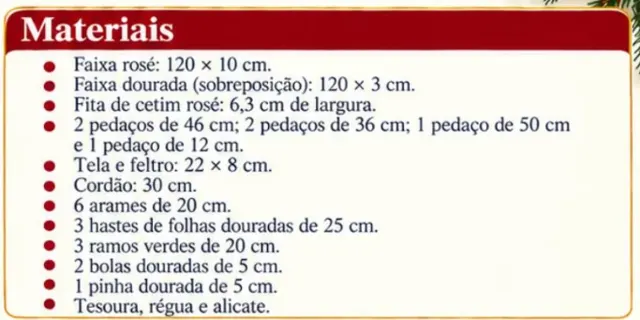 Materiais
Faixa rosé: 120 × 10 cm.
Faixa dourada (sobreposição): 120 × 3 cm.
Fita de cetim rosé: 6,3 cm de largura.
2 pedaços de 46 cm; 2 pedaços de 36 cm; 1 pedaço de 50 cm
e 1 pedaço de 12 cm.
Tela e feltro: 22 × 8 cm.
Cordão: 30 cm.
6 arames de 20 cm.
3 hastes de folhas douradas de 25 cm.
3 ramos verdes de 20 cm.
2 bolas douradas de 5 cm.
1 pinha dourada de 5 cm.
Tesoura, régua e alicate.